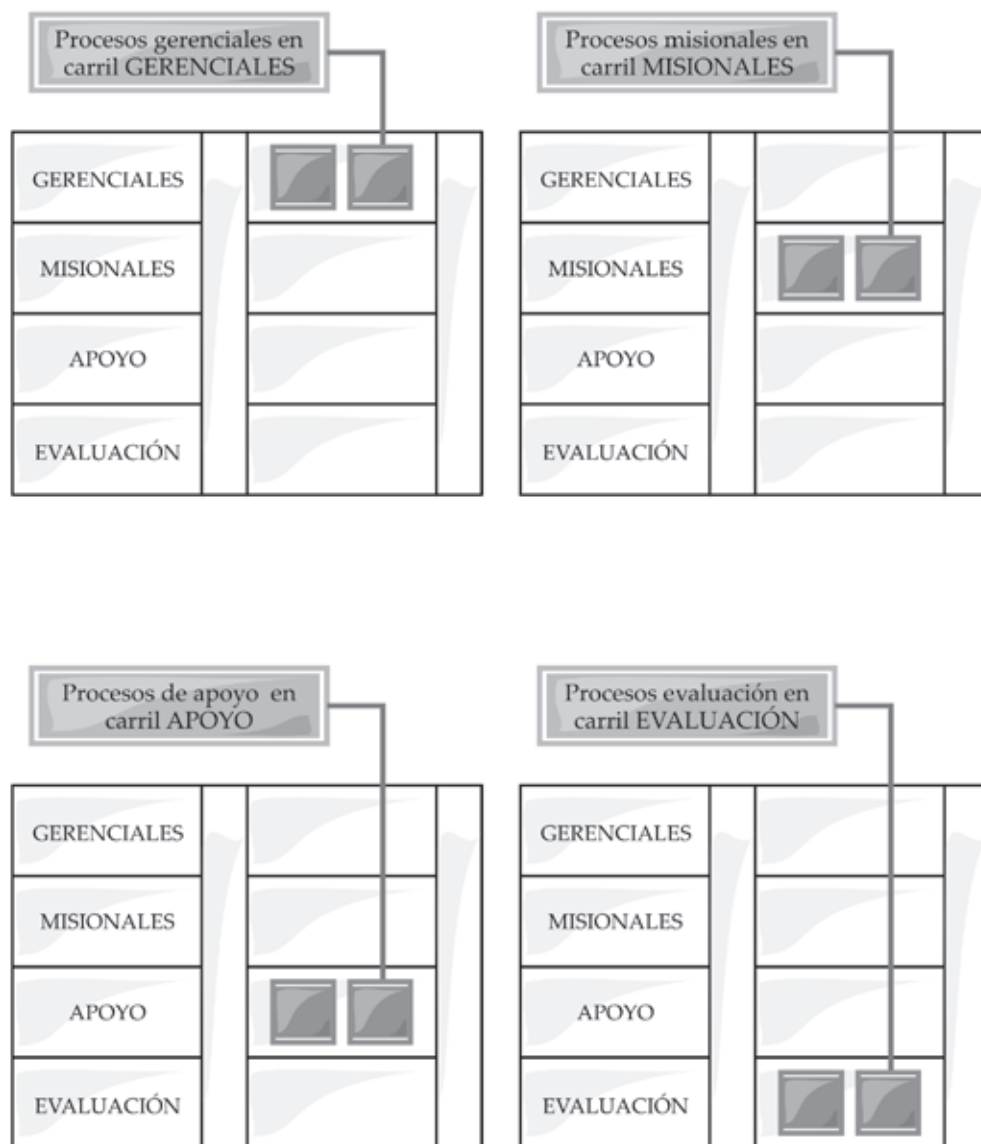 Procesos gerenciales en
carril GERENCIALES
GERENCIALES
MISIONALES
APOYO
EVALUACIÓN
Procesos misionales en
carril MISIONALES
GERENCIALES
MISIONALES
APOYO
EVALUACIÓN
Procesos de apoyo en
carril APOYO
GERENCIALES
MISIONALES
APOYO
EVALUACIÓN
Procesos evaluación en
carril EVALUACIÓN
GERENCIALES
MISIONALES
APOYO
EVALUACIÓN